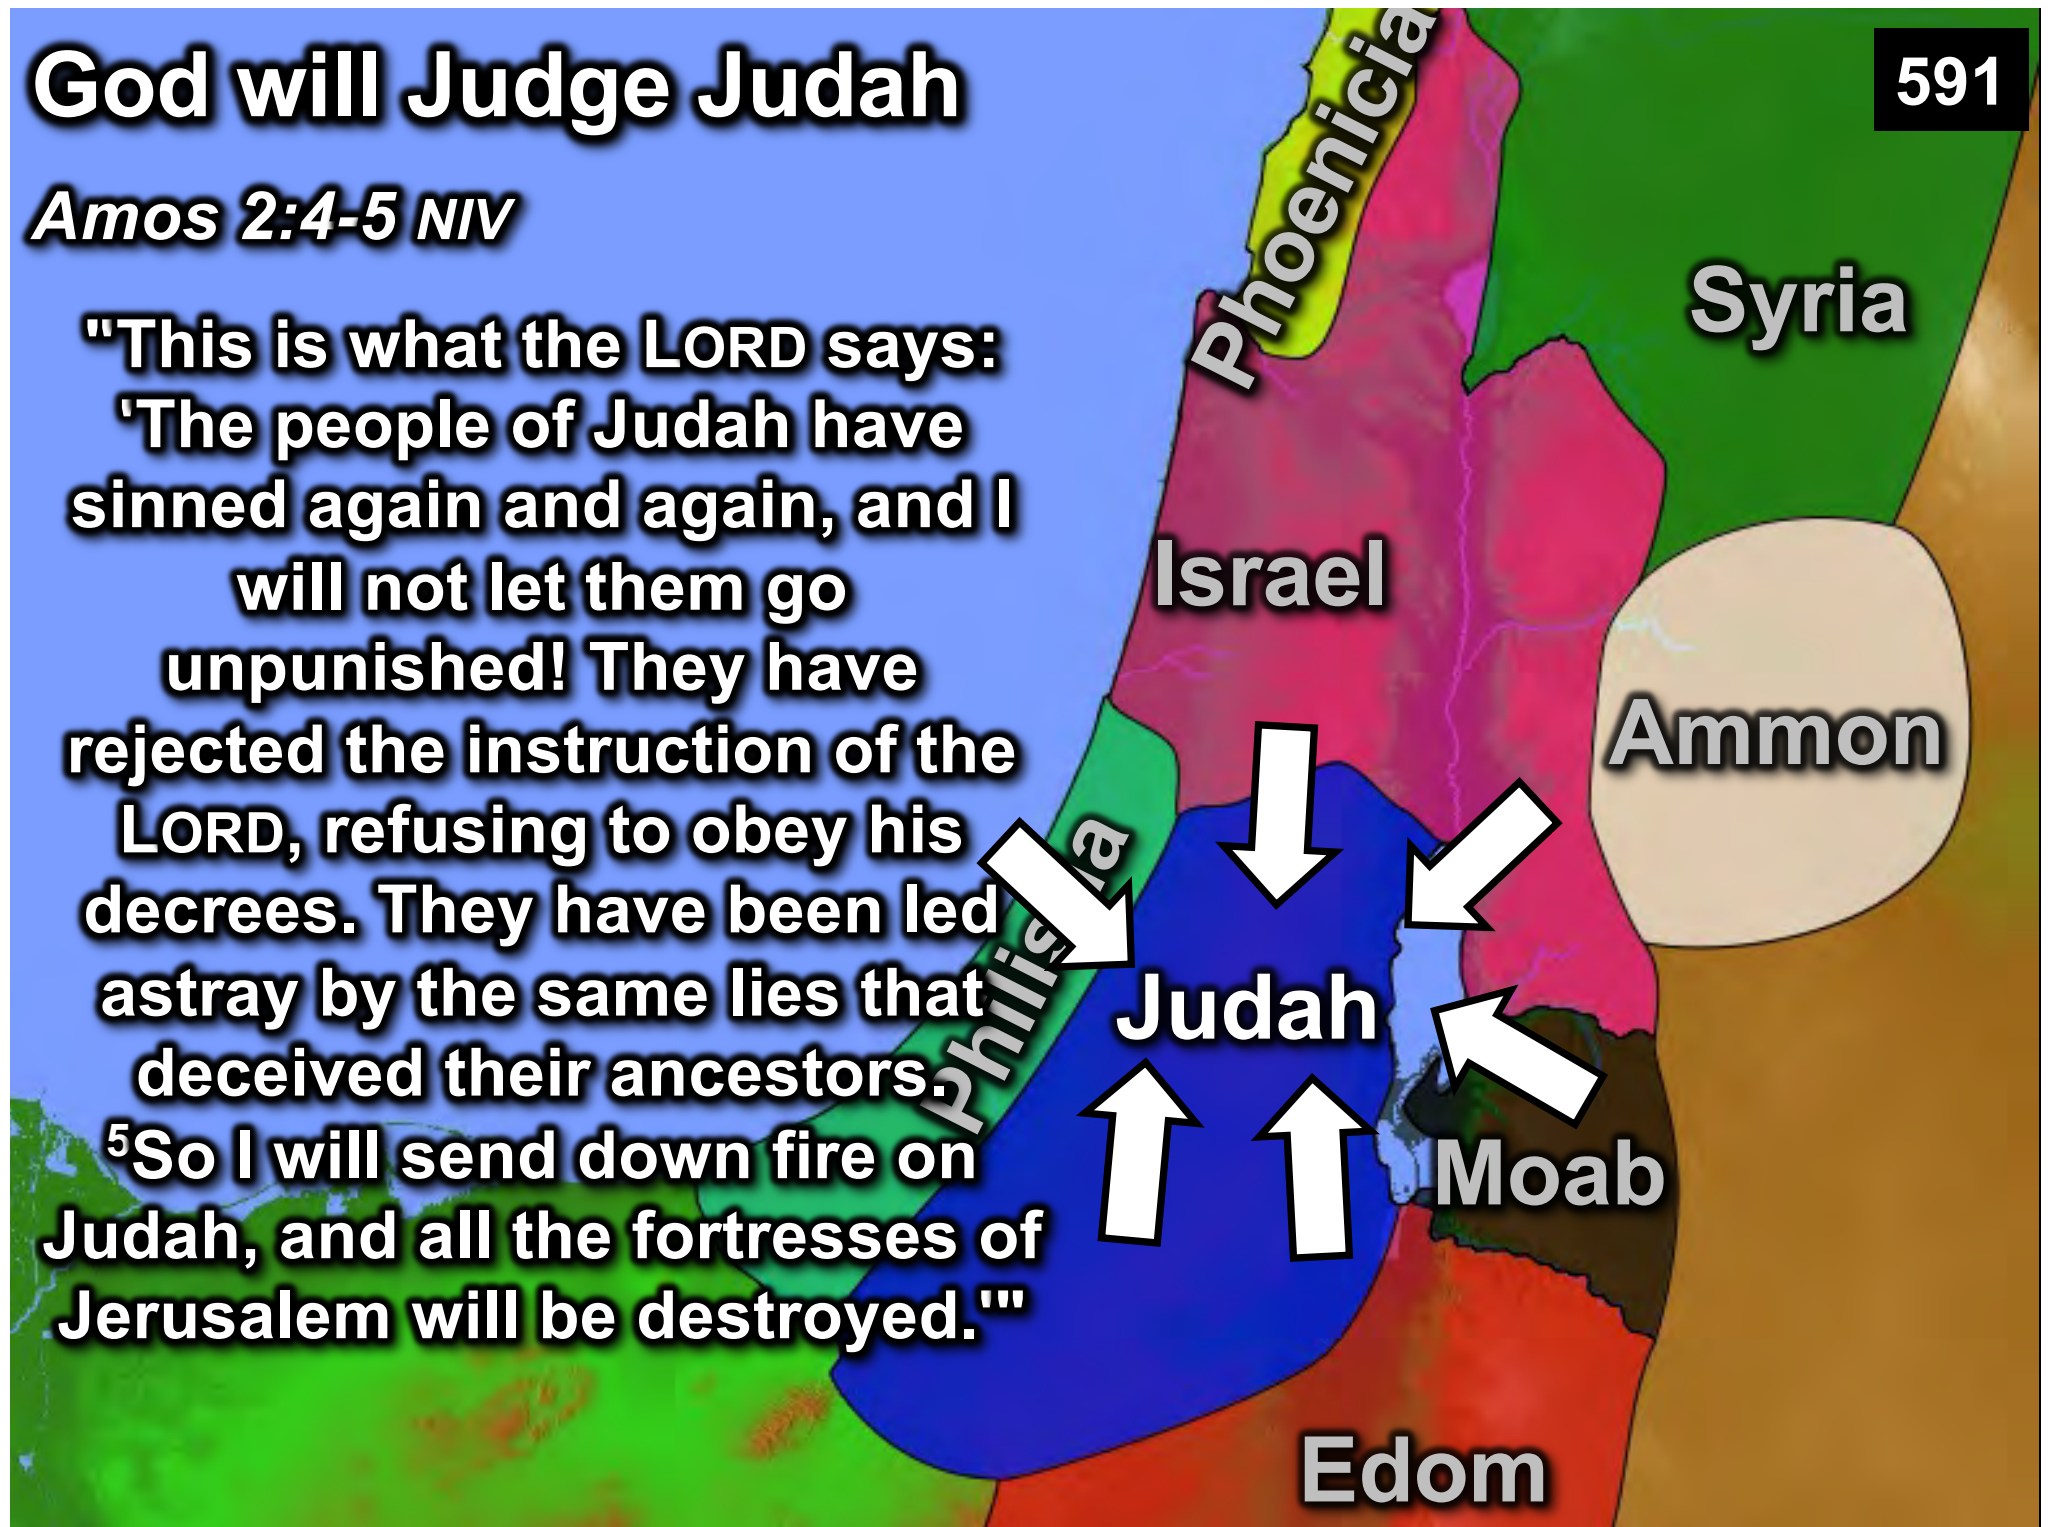 God will Judge Judah
591
Amos 2:4-5 NIV
"This is what the LORD says:
'The people of Judah have
sinned again and again, and I
will not let them go
unpunished! They have
rejected the instruction of the
LORD, refusing to obey his
decrees. They have been led
astray by the same lies that
deceived their ancestors.
5So I will send down fire on
Judah, and all the fortresses of
Jerusalem will be destroyed.'"
Phoenicia
Syria
Israel
Ammon
Philistia
Judah
Moab
Edom